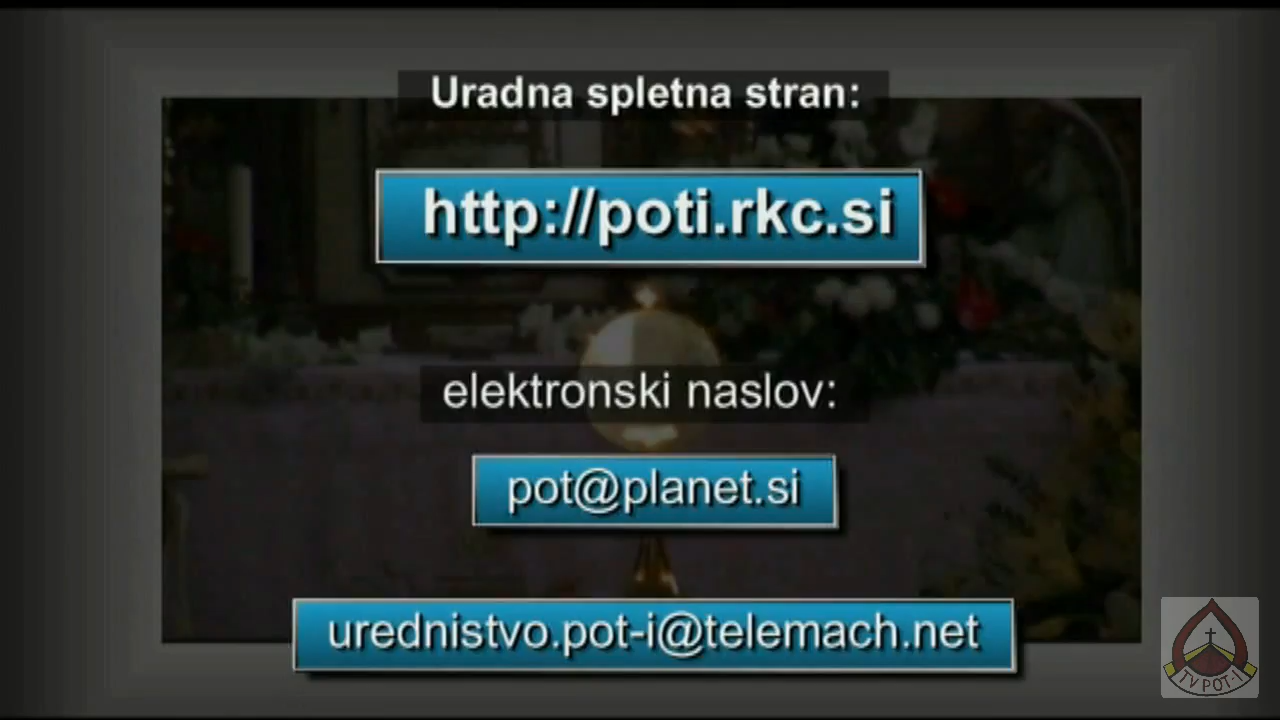 Uradna spletna stran:
http://poti.rkc.si
elektronski naslov:
pot@planet.si
urednistvo.pot-i@telemach.net
TV POT-I